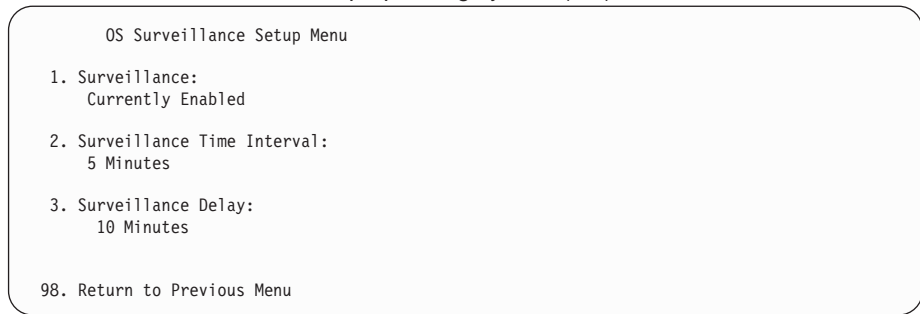 OS Surveillance Setup Menu
1. Surveillance:
Currently Enabled
2. Surveillance Time Interval:
5 Minutes
3. Surveillance Delay:
10 Minutes
98. Return to Previous Menu